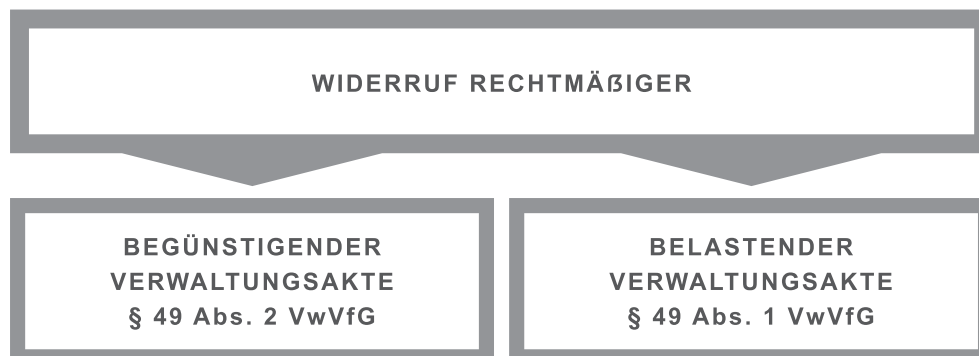 WIDERRUF RECHTMÄßIGER
BEGÜNSTIGENDER
VERWALTUNGSAKTE
§ 49 Abs. 2 VwVfG
BELASTENDER
VERWALTUNGSAKTE
§ 49 Abs. 1 VwVfG